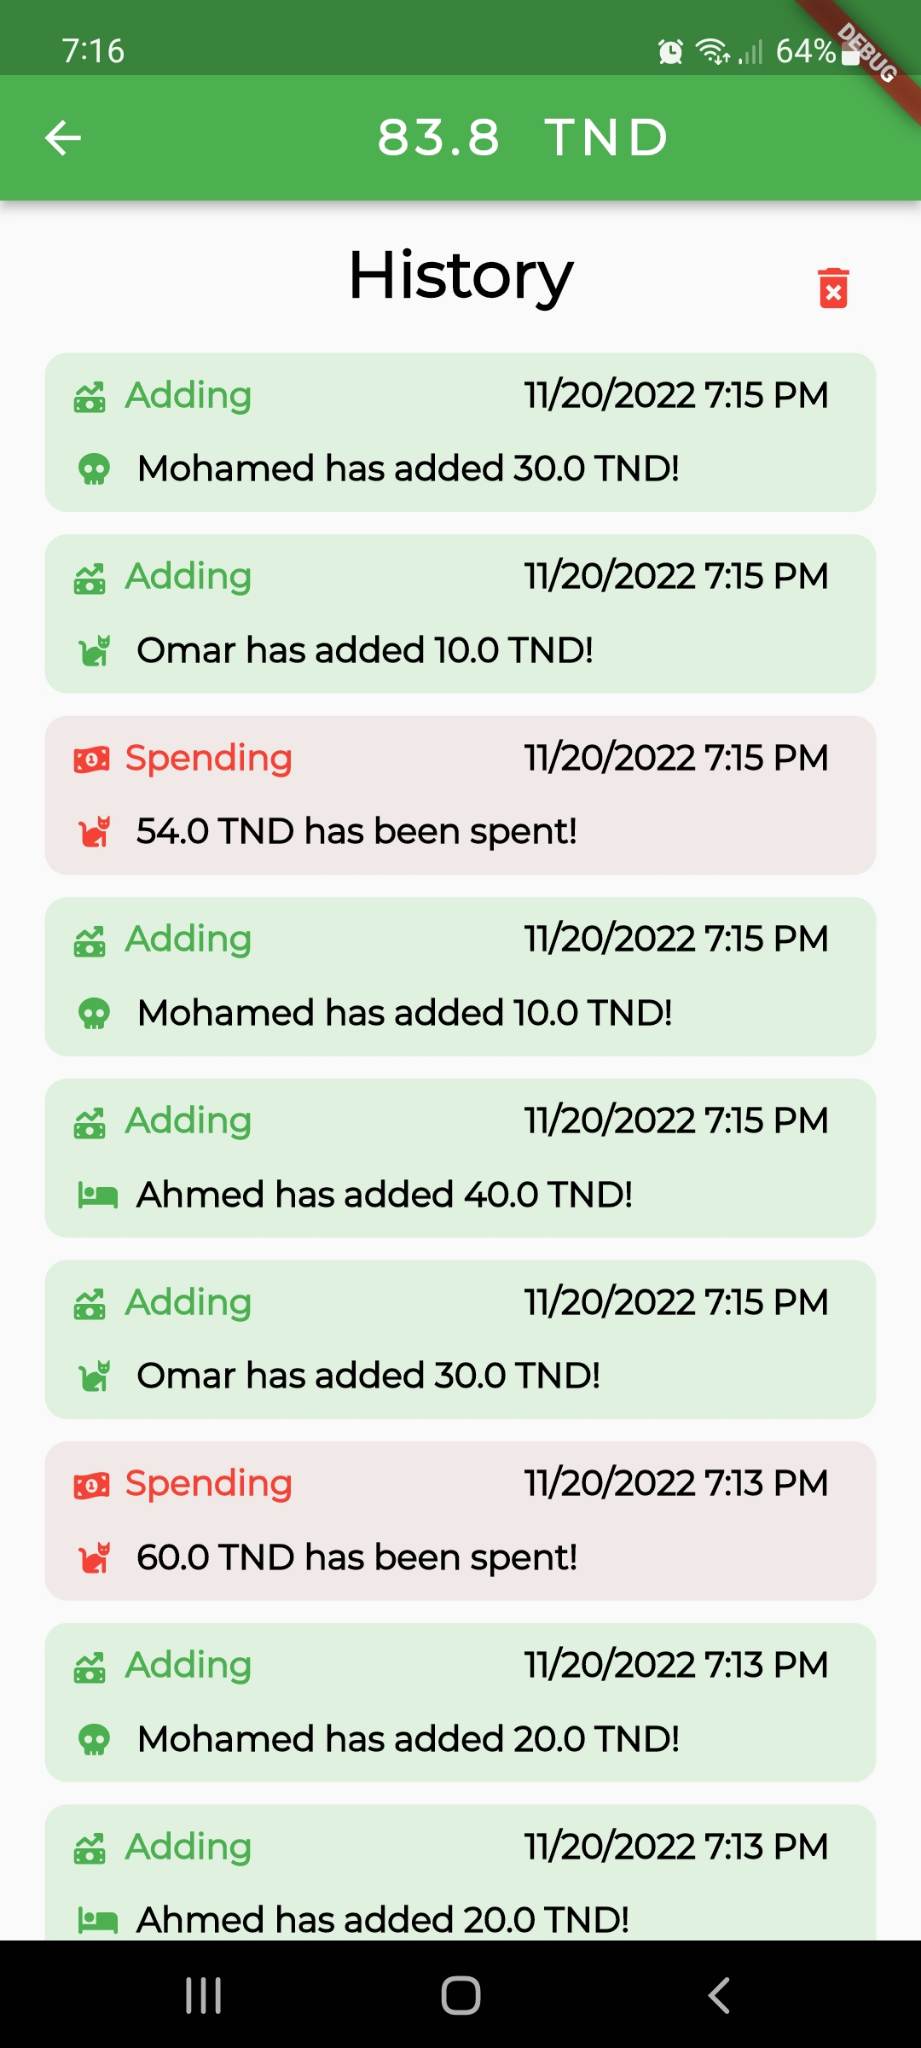 7:16
64%
DEBUG
83.8 TND
History
Adding 11/20/2022 7:15 PM
Mohamed has added 30.0 TND!
Adding 11/20/2022 7:15 PM
Omar has added 10.0 TND!
Spending 11/20/2022 7:15 PM
54.0 TND has been spent!
Adding 11/20/2022 7:15 PM
Mohamed has added 10.0 TND!
Adding 11/20/2022 7:15 PM
Ahmed has added 40.0 TND!
Adding 11/20/2022 7:15 PM
Omar has added 30.0 TND!
Spending 11/20/2022 7:13 PM
60.0 TND has been spent!
Adding 11/20/2022 7:13 PM
Mohamed has added 20.0 TND!
Adding 11/20/2022 7:13 PM
Ahmed has added 20.0 TND!